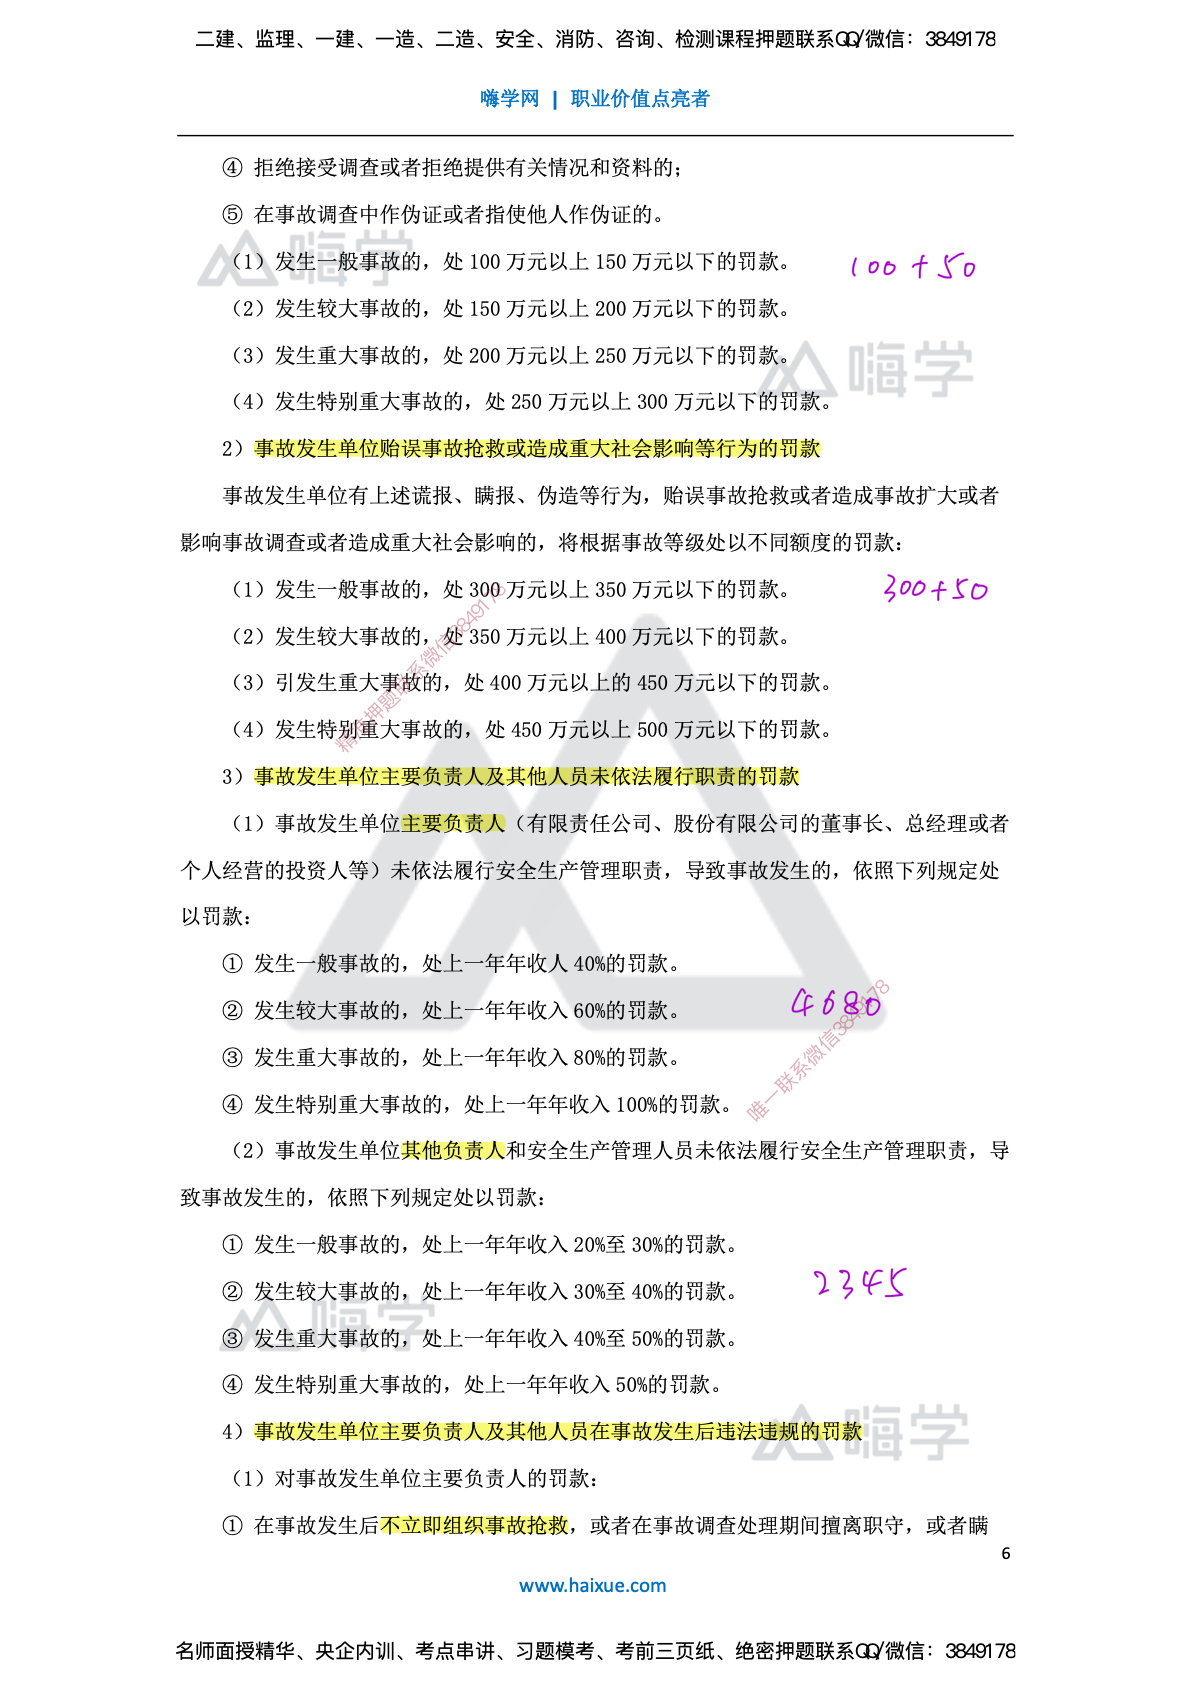 二建、监理、一建、一造、二造、安全、消防、咨询、检测课程押题联系QQ/微信：3849178
嗨学网 | 职业价值点亮者
④ 拒绝接受调查或者拒绝提供有关情况和资料的；
⑤ 在事故调查中作伪证或者指使他人作伪证的。
嗨学
（1）发生一般事故的，处 100 万元以上 150 万元以下的罚款。
100+50
（2）发生较大事故的，处 150 万元以上 200 万元以下的罚款。
（3）发生重大事故的，处 200 万元以上 250 万元以下的罚款。
嗨学
（4）发生特别重大事故的，处 250 万元以上 300 万元以下的罚款。
2）事故发生单位贻误事故抢救或造成重大社会影响等行为的罚款
事故发生单位有上述谎报、瞒报、伪造等行为，贻误事故抢救或者造成事故扩大或者
影响事故调查或者造成重大社会影响的，将根据事故等级处以不同额度的罚款：
（1）发生一般事故的，处 300 万元以上 350 万元以下的罚款。
300+50
（2）发生较大事故的，处 350 万元以上 400 万元以下的罚款。
（3）引发生重大事故的，处 400 万元以上的 450 万元以下的罚款。
（4）发生特别重大事故的，处 450 万元以上 500 万元以下的罚款。
精准押题联系微信3849178
3）事故发生单位主要负责人及其他人员未依法履行职责的罚款
（1）事故发生单位主要负责人（有限责任公司、股份有限公司的董事长、总经理或者
个人经营的投资人等）未依法履行安全生产管理职责，导致事故发生的，依照下列规定处
以罚款：
① 发生一般事故的，处上一年年收人 40%的罚款。
② 发生较大事故的，处上一年年收入 60%的罚款。
4680
③ 发生重大事故的，处上一年年收入 80%的罚款。
④ 发生特别重大事故的，处上一年年收入 100%的罚款。
唯一联系微信3849178
（2）事故发生单位其他负责人和安全生产管理人员未依法履行安全生产管理职责，导
致事故发生的，依照下列规定处以罚款：
① 发生一般事故的，处上一年年收入 20%至 30%的罚款。
② 发生较大事故的，处上一年年收入 30%至 40%的罚款。
2345
嗨学
③ 发生重大事故的，处上一年年收入 40%至 50%的罚款。
④ 发生特别重大事故的，处上一年年收入 50%的罚款。
4）事故发生单位主要负责人及其他人员在事故发生后违法违规的罚款
嗨学
（1）对事故发生单位主要负责人的罚款：
① 在事故发生后不立即组织事故抢救，或者在事故调查处理期间擅离职守，或者瞒
6
www.haixue.com
名师面授精华、央企内训、考点串讲、习题模考、考前三页纸、绝密押题联系QQ/微信：3849178